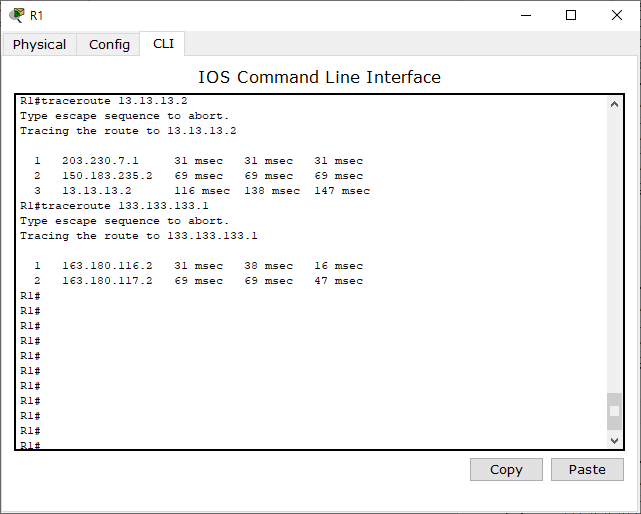 R1
Physical Config CLI
IOS Command Line Interface
R1#traceroute 13.13.13.2
Type escape sequence to abort.
Tracing the route to 13.13.13.2
1 203.230.7.1 31 msec 31 msec 31 msec
2 150.183.235.2 69 msec 69 msec 69 msec
3 13.13.13.2 116 msec 138 msec 147 msec
R1#traceroute 133.133.133.1
Type escape sequence to abort.
Tracing the route to 133.133.133.1
1 163.180.116.2 31 msec 38 msec 16 msec
2 163.180.117.2 69 msec 69 msec 47 msec
R1#
R1#
R1#
R1#
R1#
R1#
R1#
R1#
R1#
R1#
R1#
Copy Paste